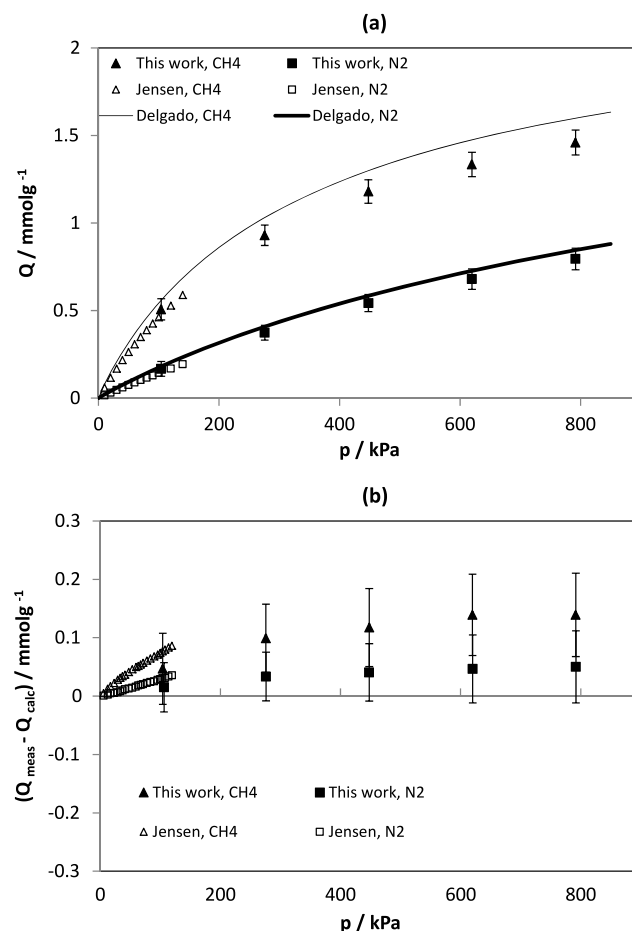 (a)
2
1.5
1
0.5
0
Q / mmolg -1
This work, CH4
This work, N2
Jensen, CH4
Jensen, N2
Delgado, CH4
Delgado, N2
0 200 400 600 800
p / kPa
(b)
0.3
0.2
0.1
0
-0.1
-0.2
-0.3
(Q meas - Q calc) / mmolg -1
This work, CH4
This work, N2
Jensen, CH4
Jensen, N2
0 200 400 600 800
p / kPa